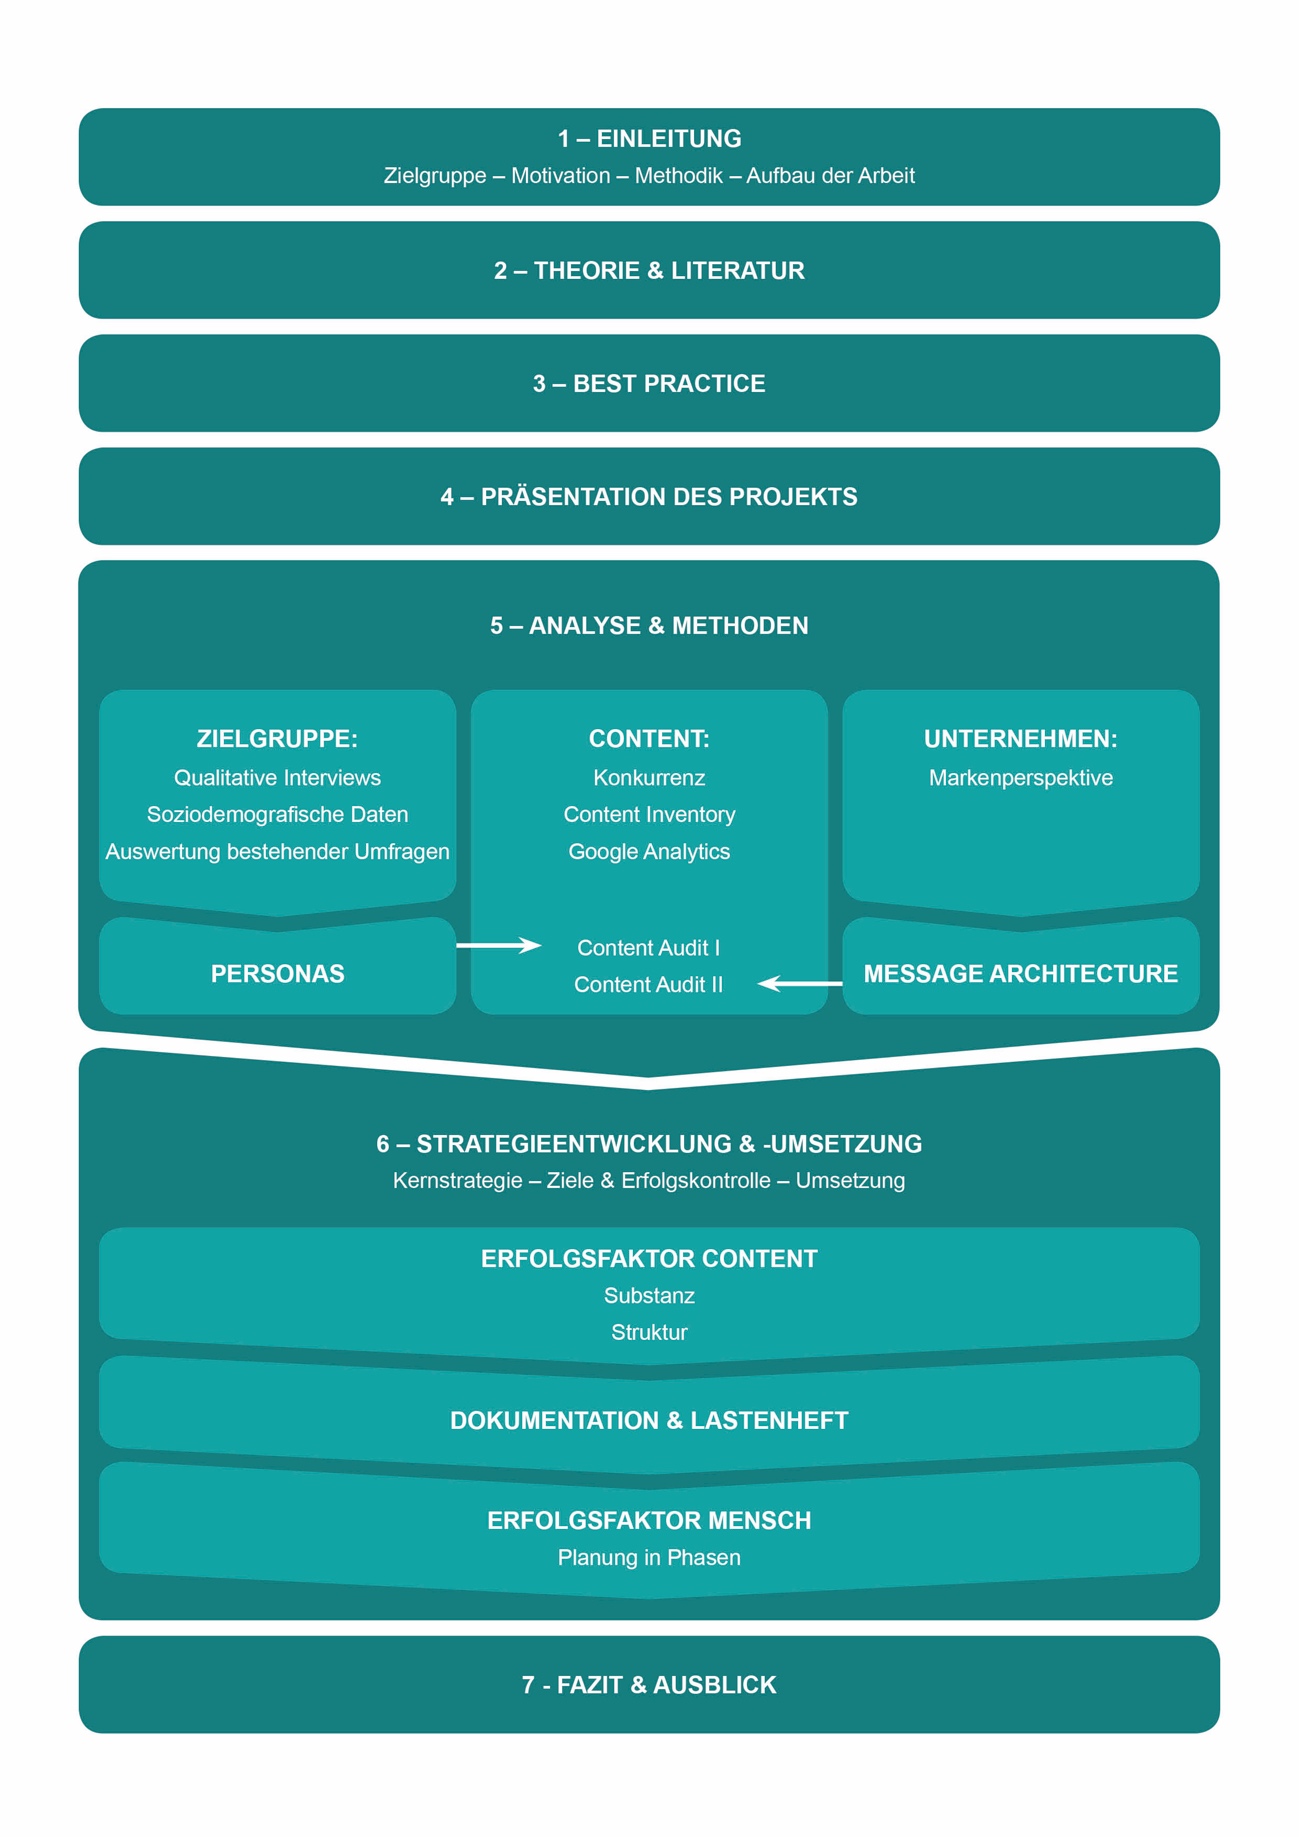 1 – EINLEITUNG
Zielgruppe – Motivation – Methodik – Aufbau der Arbeit
2 – THEORIE & LITERATUR
3 – BEST PRACTICE
4 – PRÄSENTATION DES PROJEKTS
5 – ANALYSE & METHODEN
ZIELGRUPPE:
Qualitative Interviews
Soziodemografische Daten
Auswertung bestehender Umfragen
PERSONAS
CONTENT:
Konkurrenz
Content Inventory
Google Analytics
Content Audit I
Content Audit II
UNTERNEHMEN:
Markenperspektive
MESSAGE ARCHITECTURE
6 – STRATEGIEENTWICKLUNG & -UMSETZUNG
Kernstrategie – Ziele & Erfolgskontrolle – Umsetzung
ERFOLGSFAKTOR CONTENT
Substanz
Struktur
DOKUMENTATION & LASTENHEFT
ERFOLGSFAKTOR MENSCH
Planung in Phasen
7 - FAZIT & AUSBLICK